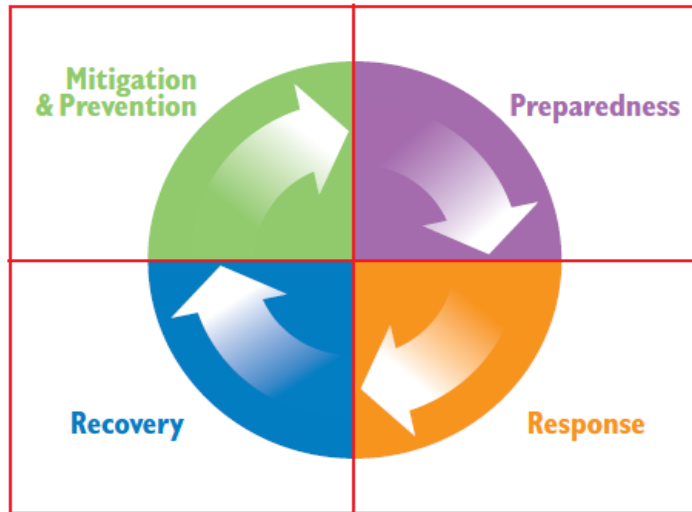 Mitigation
& Prevention
Preparedness
Recovery
Response